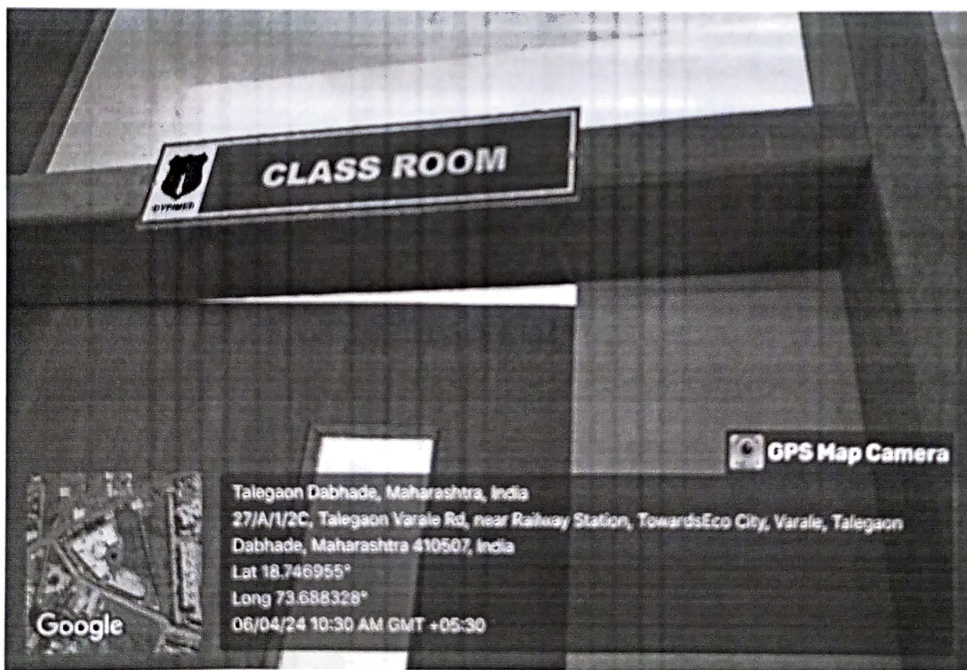 CLASS ROOM
GPS Map Camera
Talegaon Dabhade, Maharashtra, India
27/A/1/2C, Talegaon Varale Rd, near Railway Station, TowardsEco City, Varale, Talegaon
Dabhade, Maharashtra 410507, India
Lat 18.746955°
Long 73.688328°
06/04/24 10:30 AM GMT +05:30
Google